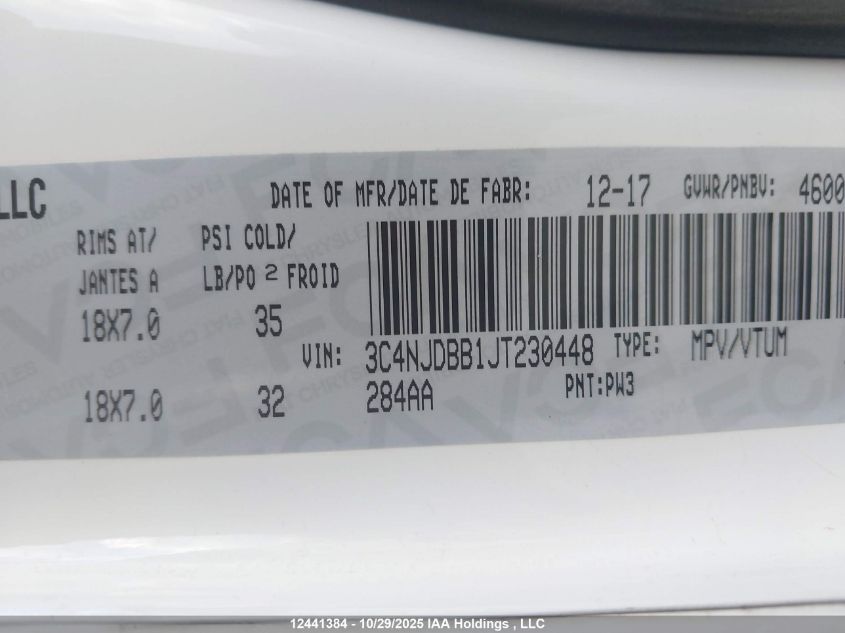 LLC
DATE OF MFR/DATE DE FABR: 12-17 GVWR/PNBV: 4600
RIMS AT/ PSI COLD/
JANTES A LB/PO 2 FROID
18X7.0 35
VIN: 3C4NJDBB1JT230448 TYPE: MPV/VTUM
18X7.0 32 284AA PNT:PW3
12441384 - 10/29/2025 IAA Holdings , LLC